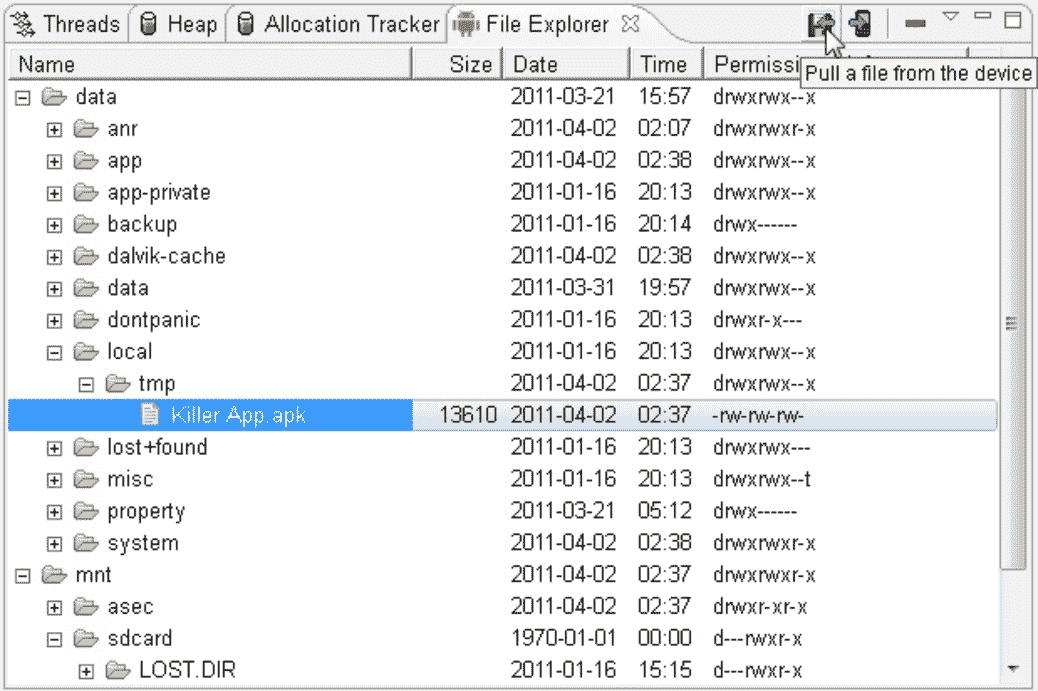 Threads Heap Allocation Tracker File Explorer
Name Size Date Time Permissi
Pull a file from the device
data 2011-03-21 15:57 drwxrwx--x
anr 2011-04-02 02:07 drwxrwxr-x
app 2011-04-02 02:38 drwxrwx--x
app-private 2011-01-16 20:13 drwxrwx--x
backup 2011-01-16 20:14 drwx------
dalvik-cache 2011-04-02 02:38 drwxrwx--x
data 2011-03-31 19:57 drwxrwx--x
dontpanic 2011-01-16 20:13 drwxr-x---
local 2011-01-16 20:13 drwxrwx--x
tmp 2011-04-02 02:37 drwxrwx--x
Killer App.apk 13610 2011-04-02 02:37 -rw-rw-rw-
lost+found 2011-01-16 20:13 drwxrwx---
misc 2011-01-16 20:13 drwxrwx--t
property 2011-03-21 05:12 drwx------
system 2011-04-02 02:38 drwxrwxr-x
mnt 2011-04-02 02:37 drwxrwxr-x
asec 2011-04-02 02:37 drwxr-xr-x
sdcard 1970-01-01 00:00 d---rwxr-x
LOST.DIR 2011-01-16 15:15 d---rwxr-x